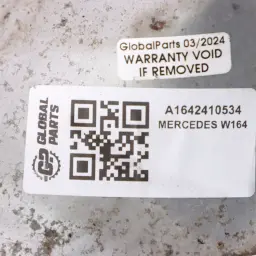 GlobalParts 03/2024
WARRANTY VOID
IF REMOVED
GLOBAL
PARTS
A1642410534
MERCEDES W164